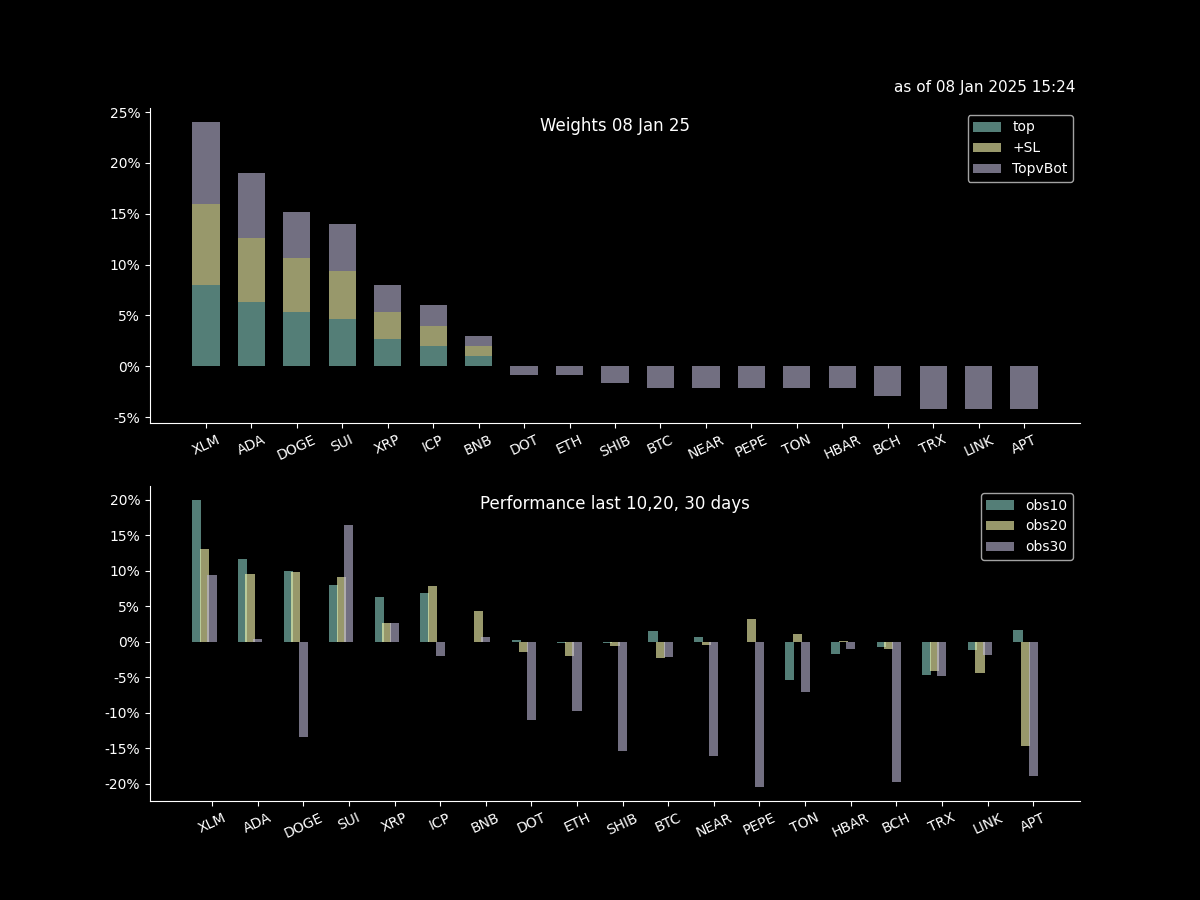 as of 08 Jan 2025 15:24
Weights 08 Jan 25
top
+SL
TopvBot
25%
20%
15%
10%
5%
0%
-5%
XLM ADA DOGE SUI XRP ICP BNB DOT ETH SHIB BTC NEAR PEPE TON HBAR BCH TRX LINK APT
Performance last 10,20, 30 days
obs10
obs20
obs30
20%
15%
10%
5%
0%
-5%
-10%
-15%
-20%
XLM ADA DOGE SUI XRP ICP BNB DOT ETH SHIB BTC NEAR PEPE TON HBAR BCH TRX LINK APT